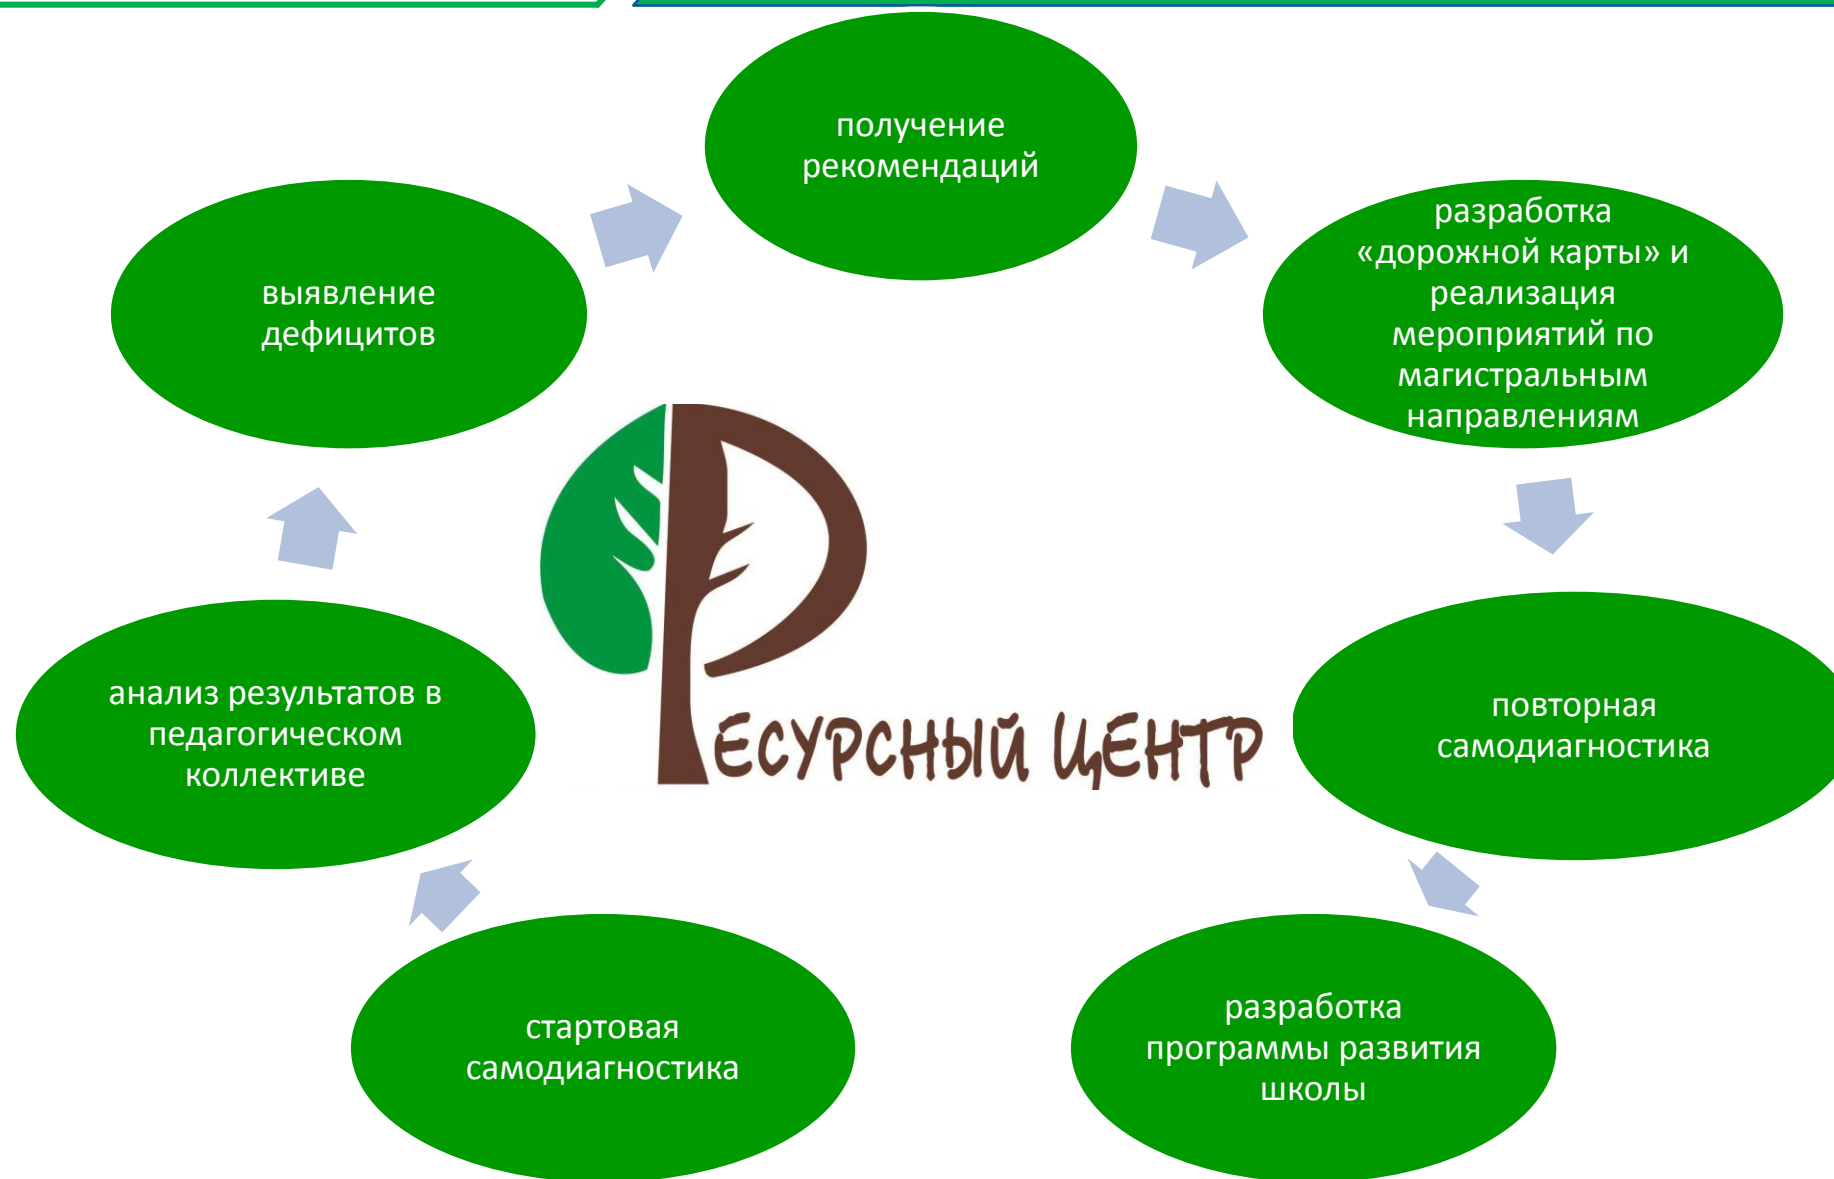 получение
рекомендаций
разработка
«дорожной карты» и
реализация
мероприятий по
магистральным
направлениям
выявление
дефицитов
повторная
самодиагностика
анализ результатов в
педагогическом
коллективе
РЕСУРСНЫЙ ЦЕНТР
стартовая
самодиагностика
разработка
программы развития
школы